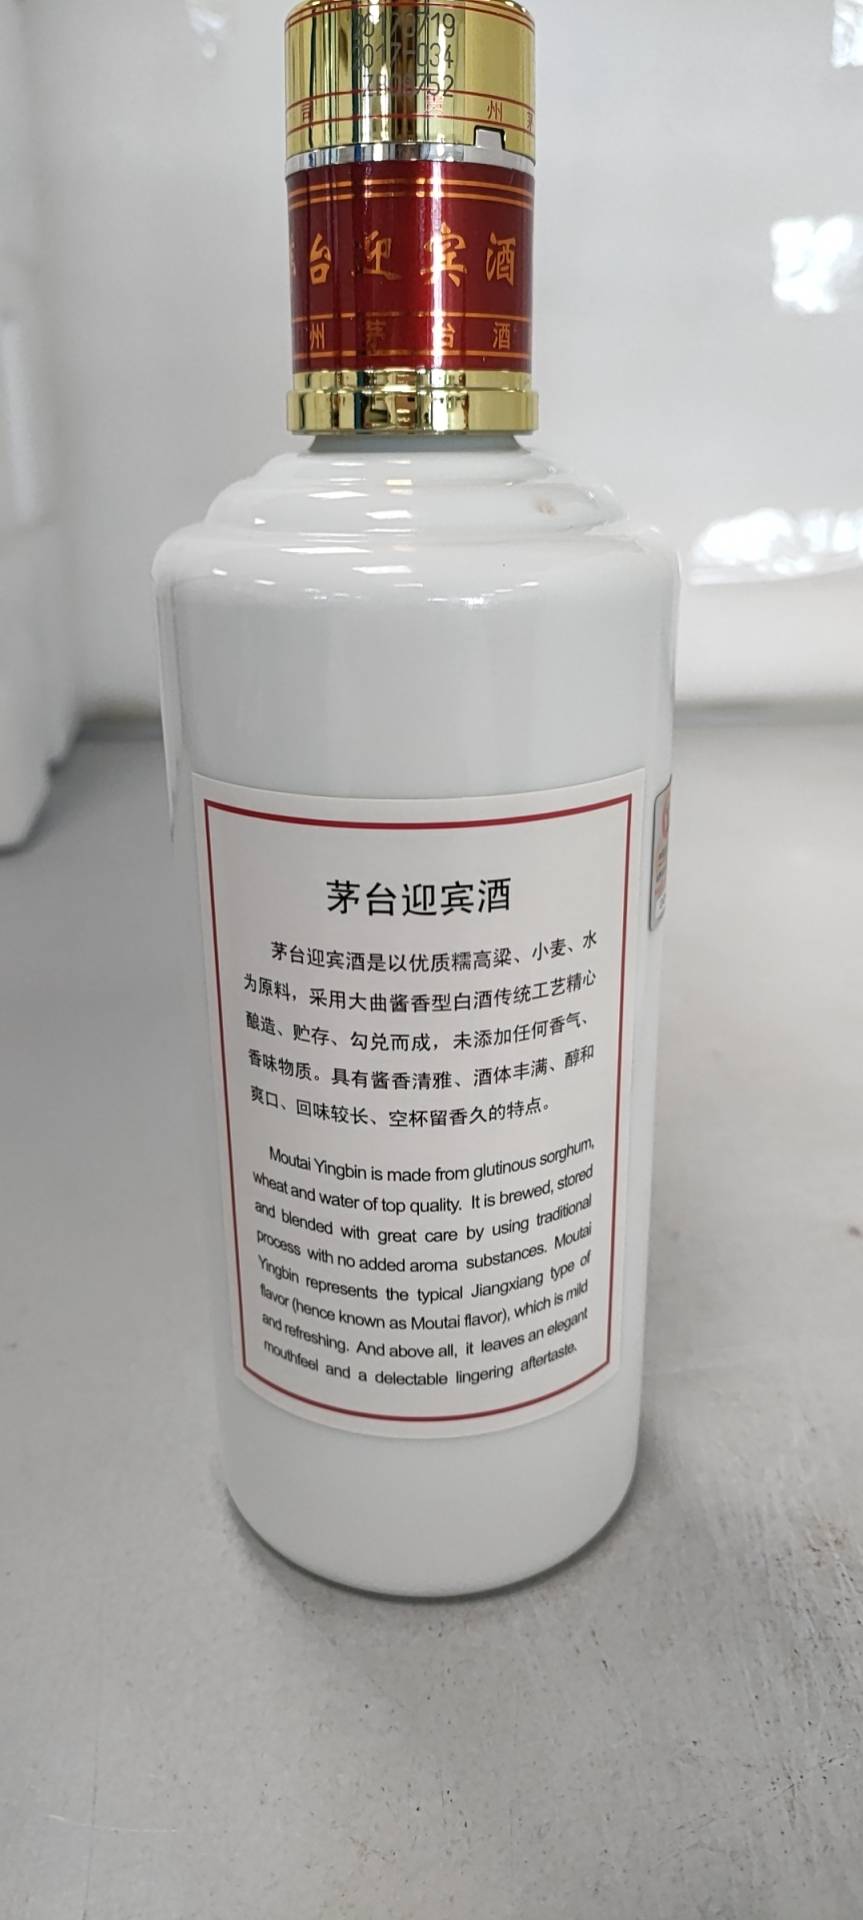 20170719
2017-034
州
台迎宾酒
州茅台酒
茅台迎宾酒
茅台迎宾酒是以优质糯高粱、小麦、水
为原料，采用大曲酱香型白酒传统工艺精心
酿造、贮存、勾兑而成，未添加任何香气、
香味物质。具有酱香清雅、酒体丰满、醇和
爽口、回味较长、空杯留香久的特点。
Moutai Yingbin is made from glutinous sorghum,
wheat and water of top quality. It is brewed, stored
and blended with great care by using traditional
process with no added aroma substances. Moutai
Yingbin represents the typical Jiangxiang type of
flavor (hence known as Moutai flavor), which is mild
and refreshing. And above all, it leaves an elegant
mouthfeel and a delectable lingering aftertaste.